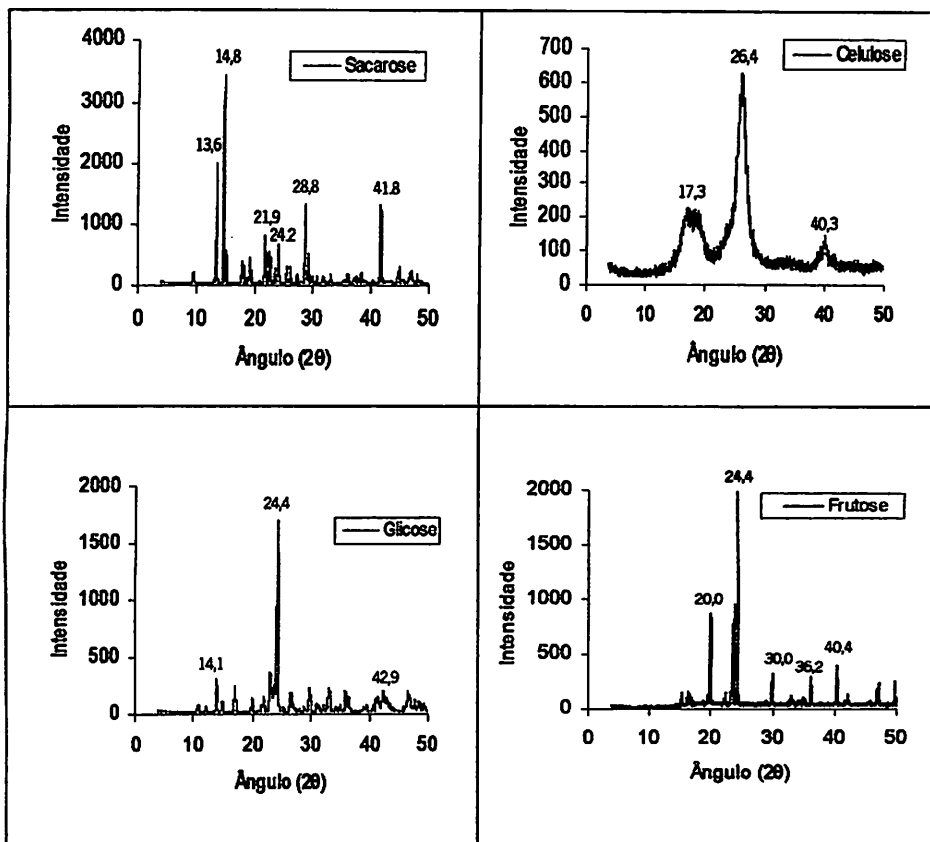 Sacarose
4000
3000
2000
1000
0
Intensidade
14,8
13,6
21,9
24.2
28,8
41.8
0 10 20 30 40 50
Ângulo (2θ)
Celulose
700
600
500
400
300
200
100
0
Intensidade
26,4
17,3
40,3
0 10 20 30 40 50
Ângulo (2θ)
Glicose
2000
1500
1000
500
0
Intensidade
24,4
14,1
42,9
0 10 20 30 40 50
Ângulo (2θ)
Frutose
2000
1500
1000
500
0
Intensidade
24,4
20,0
30,0
36,2
40,4
0 10 20 30 40 50
Ângulo (2θ)